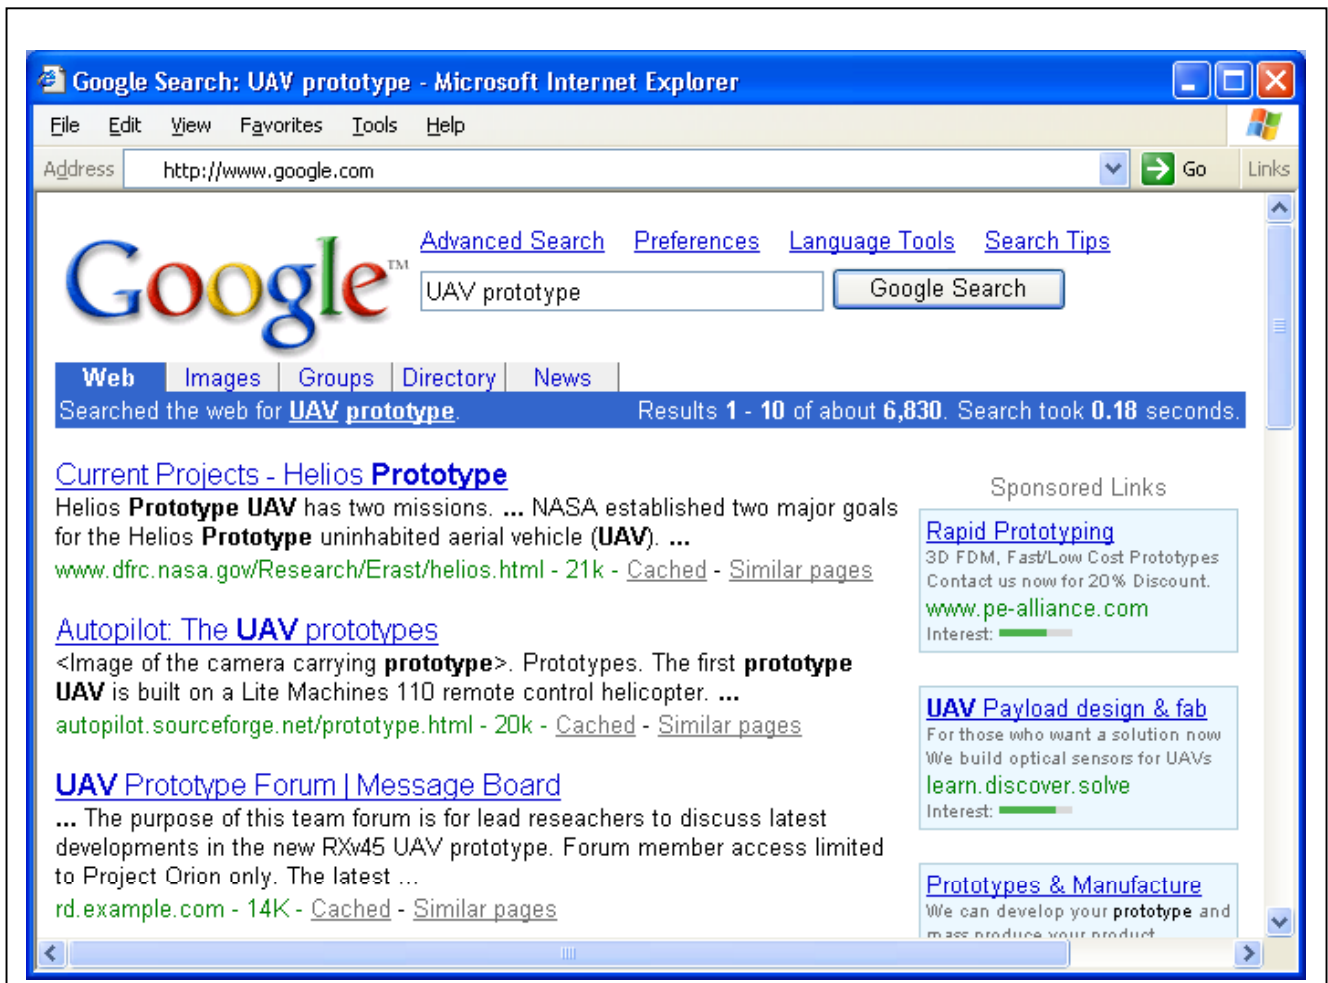 Google Search: UAV prototype - Microsoft Internet Explorer
File Edit View Favorites Tools Help
Address http://www.google.com Go Links
Advanced Search Preferences Language Tools Search Tips
Google™
UAV prototype Google Search
Web Images Groups Directory News
Searched the web for UAV prototype. Results 1 - 10 of about 6,830. Search took 0.18 seconds.
Current Projects - Helios Prototype
Helios Prototype UAV has two missions. ... NASA established two major goals
for the Helios Prototype uninhabited aerial vehicle (UAV). ...
www.dfrc.nasa.gov/Research/Erast/helios.html - 21k - Cached - Similar pages
Autopilot: The UAV prototypes
<Image of the camera carrying prototype>. Prototypes. The first prototype
UAV is built on a Lite Machines 110 remote control helicopter. ...
autopilot.sourceforge.net/prototype.html - 20k - Cached - Similar pages
UAV Prototype Forum | Message Board
... The purpose of this team forum is for lead reseachers to discuss latest
developments in the new RXv45 UAV prototype. Forum member access limited
to Project Orion only. The latest ...
rd.example.com - 14K - Cached - Similar pages
Sponsored Links
Rapid Prototyping
3D FDM, Fast/Low Cost Prototypes
Contact us now for 20% Discount.
www.pe-alliance.com
Interest:
UAV Payload design & fab
For those who want a solution now
We build optical sensors for UAVs
learn.discover.solve
Interest:
Prototypes & Manufacture
We can develop your prototype and
mass produce your product